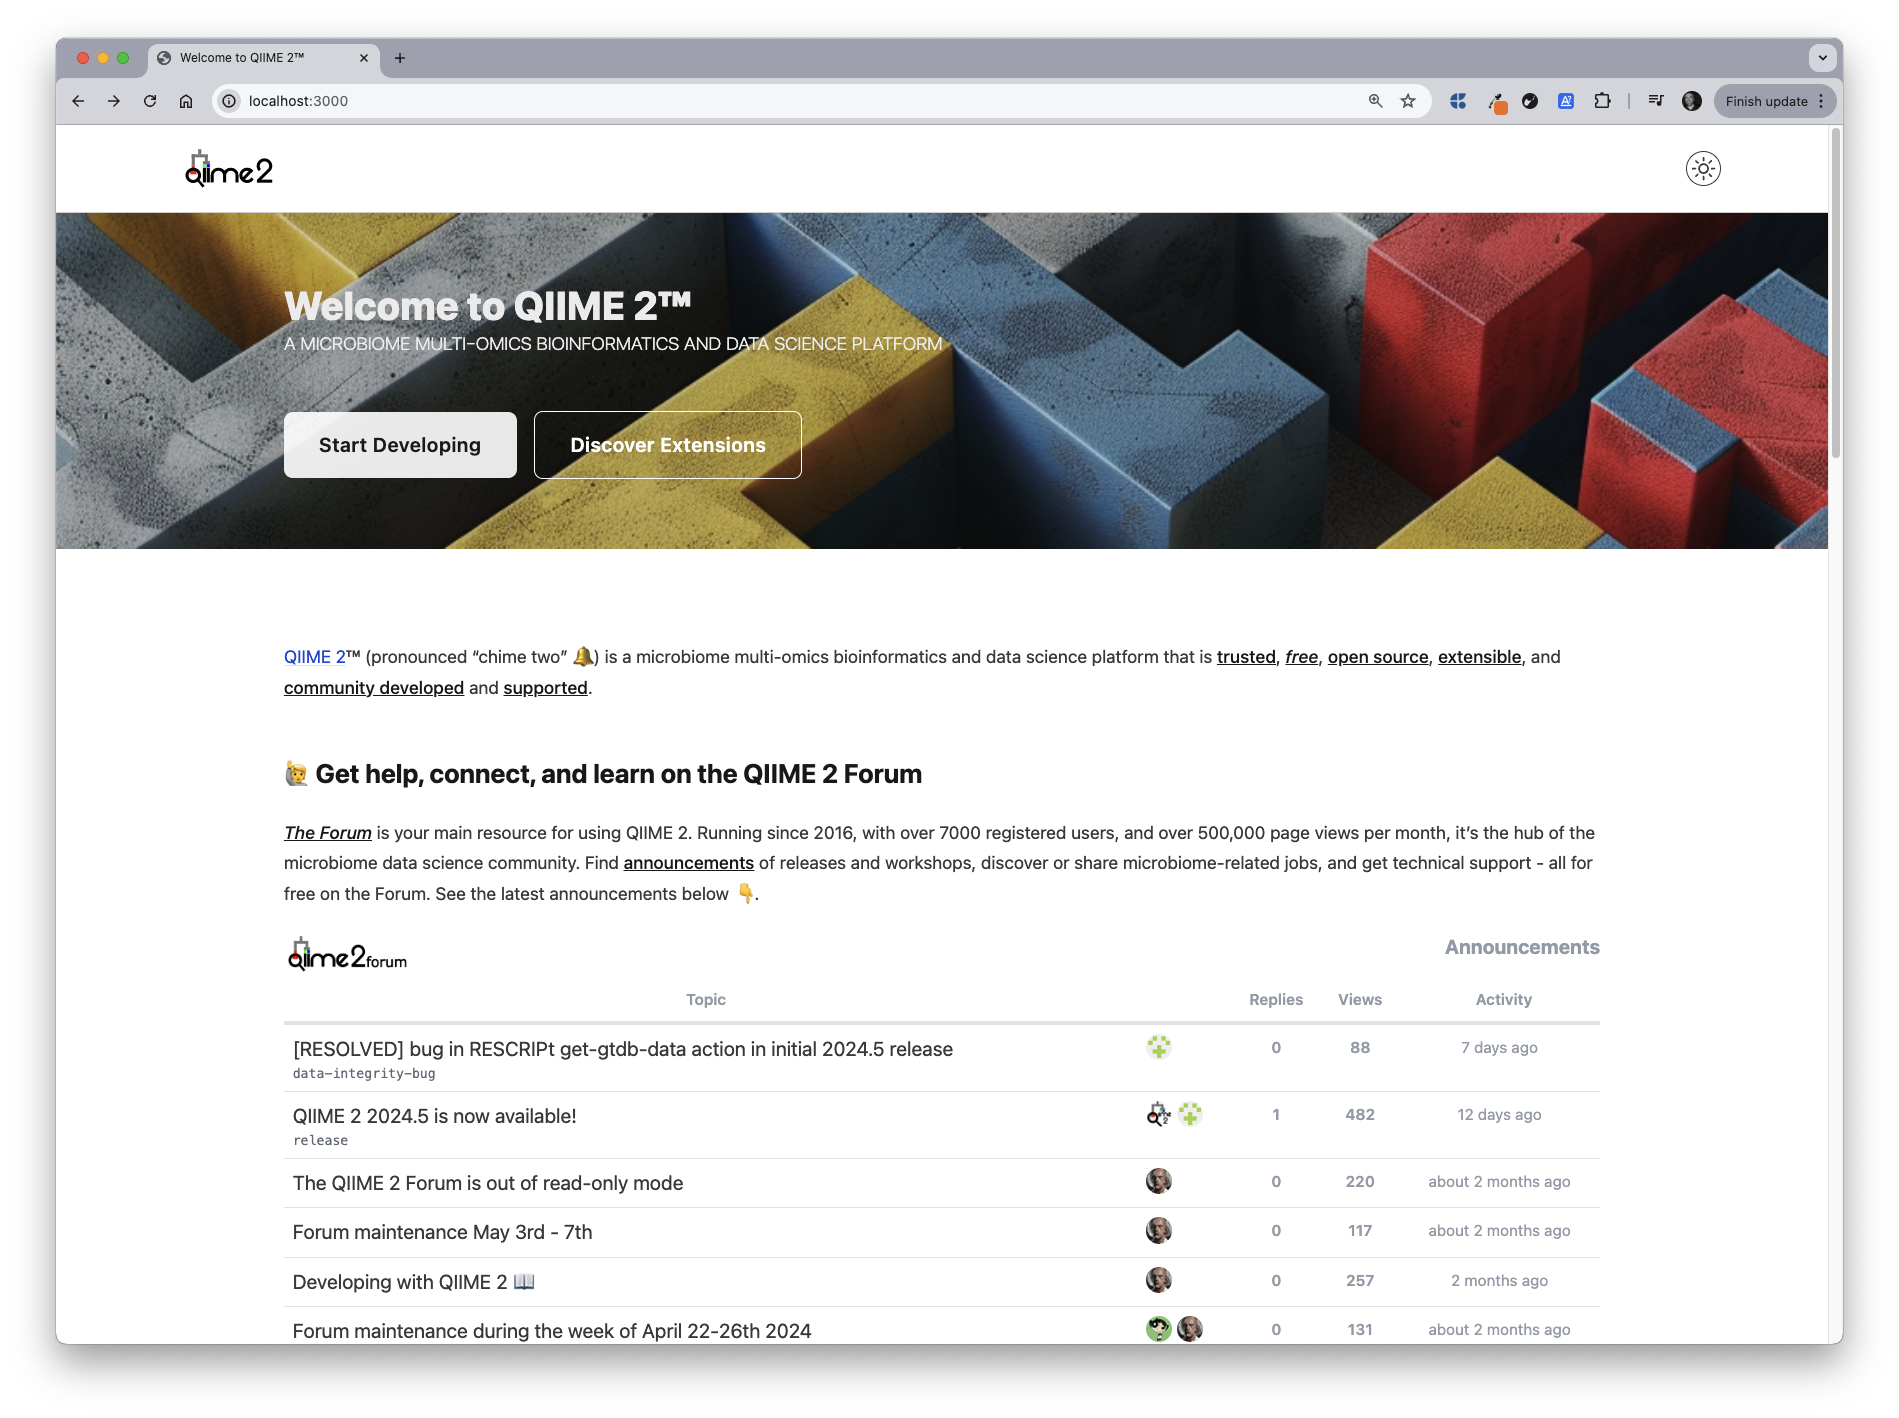 Welcome to QIIME 2™
localhost:3000
Finish update
qiime2
Welcome to QIIME 2™
A MICROBIOME MULTI-OMICS BIOINFORMATICS AND DATA SCIENCE PLATFORM
Start Developing
Discover Extensions
QIIME 2™ (pronounced “chime two” 🔔) is a microbiome multi-omics bioinformatics and data science platform that is trusted, free, open source, extensible, and
community developed and supported.
🙋 Get help, connect, and learn on the QIIME 2 Forum
The Forum is your main resource for using QIIME 2. Running since 2016, with over 7000 registered users, and over 500,000 page views per month, it’s the hub of the
microbiome data science community. Find announcements of releases and workshops, discover or share microbiome-related jobs, and get technical support - all for
free on the Forum. See the latest announcements below 👇.
qiime2forum
Announcements
Topic Replies Views Activity
[RESOLVED] bug in RESCRIPt get-gtdb-data action in initial 2024.5 release 0 88 7 days ago
data-integrity-bug
QIIME 2 2024.5 is now available! 1 482 12 days ago
release
The QIIME 2 Forum is out of read-only mode 0 220 about 2 months ago
Forum maintenance May 3rd - 7th 0 117 about 2 months ago
Developing with QIIME 2 📖 0 257 2 months ago
Forum maintenance during the week of April 22-26th 2024 0 131 about 2 months ago